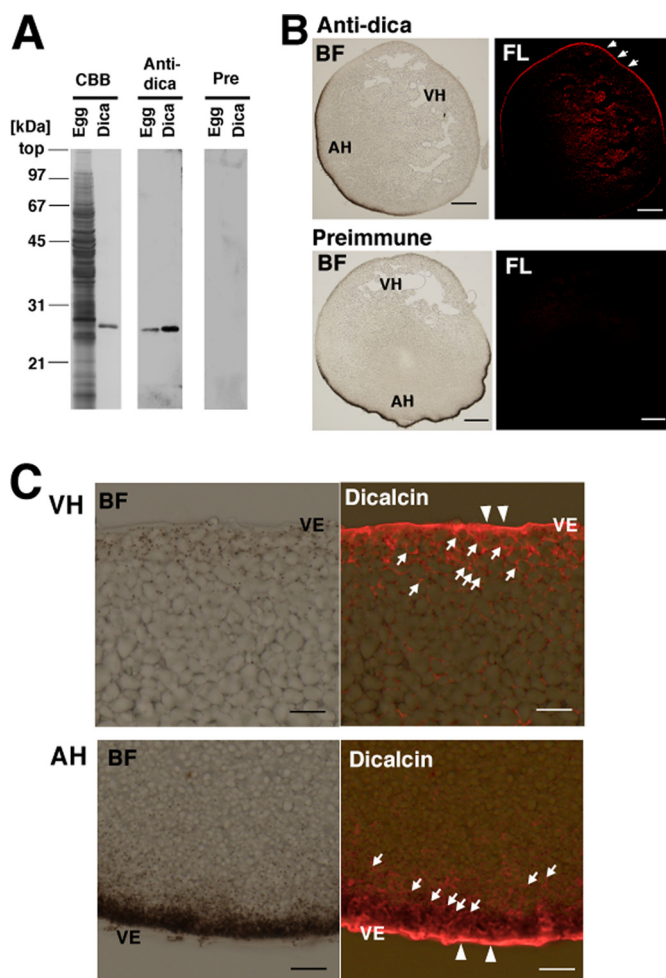 A
CBB
Anti-
dica
Pre
Egg
Dica
Egg
Dica
Egg
Dica
[kDa]
top
97
67
45
31
21
B
Anti-dica
BF
VH
AH
FL
Preimmune
BF
VH
AH
FL
C
VH
BF
VE
Dicalcin
VE
AH
BF
VE
Dicalcin
VE